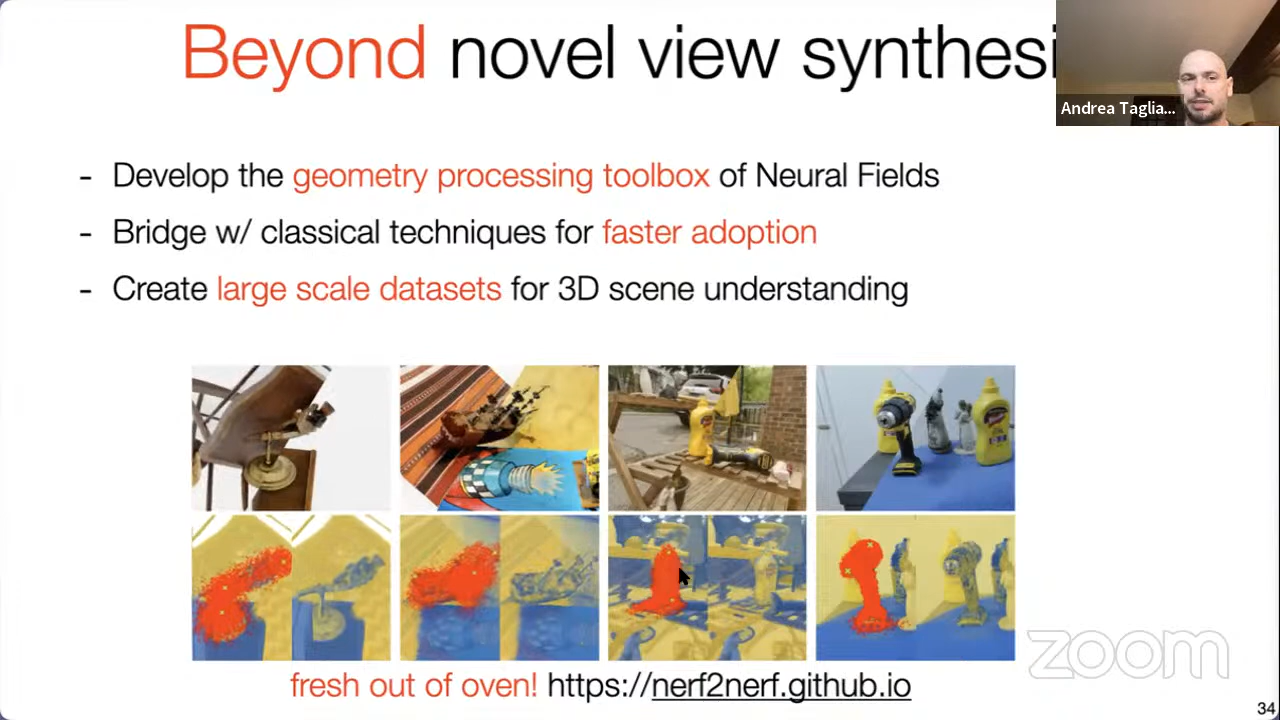 Beyond novel view synthesi
Andrea Taglia...
- Develop the geometry processing toolbox of Neural Fields
- Bridge w/ classical techniques for faster adoption
- Create large scale datasets for 3D scene understanding
fresh out of oven! https://nerf2nerf.github.io
zoom
34